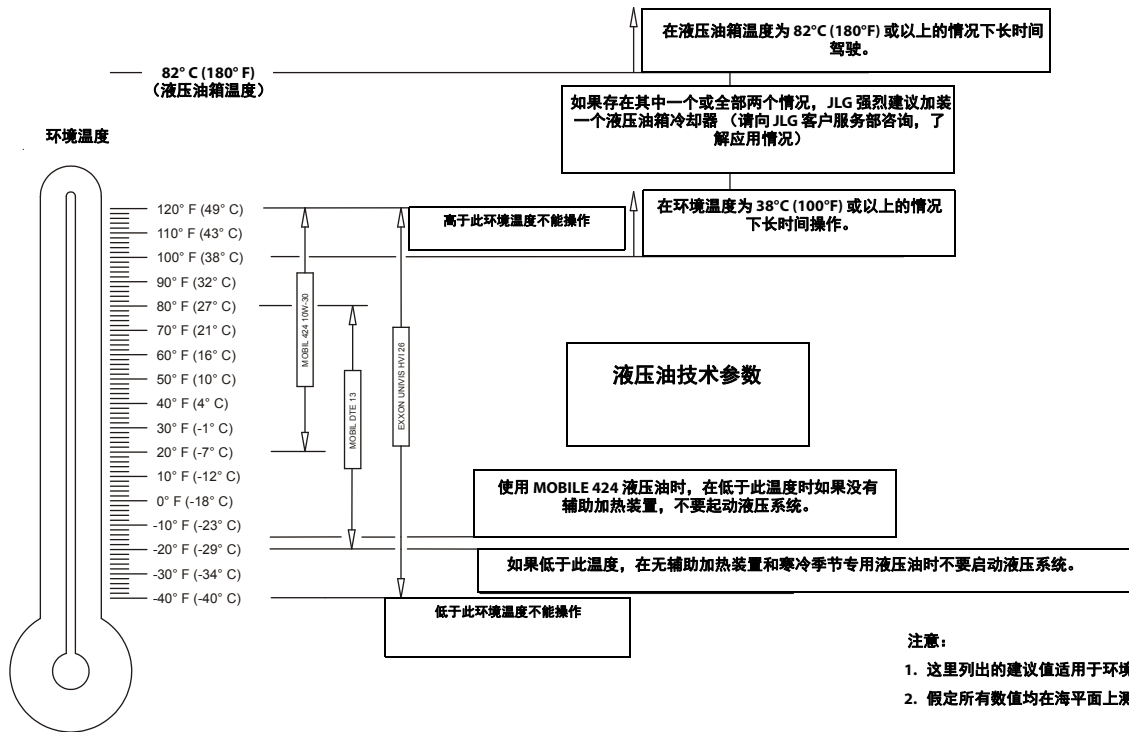 在液压油箱温度为 82°C (180°F) 或以上的情况下长时间
驾驶。
82° C (180° F)
（液压油箱温度）
如果存在其中一个或全部两个情况，JLG 强烈建议加装
一个液压油箱冷却器 （请向 JLG 客户服务部咨询，了
解应用情况）
环境温度
120° F (49° C)
110° F (43° C)
100° F (38° C)
90° F (32° C)
80° F (27° C)
70° F (21° C)
60° F (16° C)
50° F (10° C)
40° F (4° C)
30° F (-1° C)
20° F (-7° C)
10° F (-12° C)
0° F (-18° C)
-10° F (-23° C)
-20° F (-29° C)
-30° F (-34° C)
-40° F (-40° C)
MOBIL 424 10W-30
MOBIL DTE 13
EXXON UNIVIS HVI 26
高于此环境温度不能操作
在环境温度为 38°C (100°F) 或以上的情况
下长时间操作。
液压油技术参数
使用 MOBILE 424 液压油时，在低于此温度时如果没有
辅助加热装置，不要起动液压系统。
如果低于此温度，在无辅助加热装置和寒冷季节专用液压油时不要启动液压系统。
低于此环境温度不能操作
注意：
1. 这里列出的建议值适用于环境
2. 假定所有数值均在海平面上测